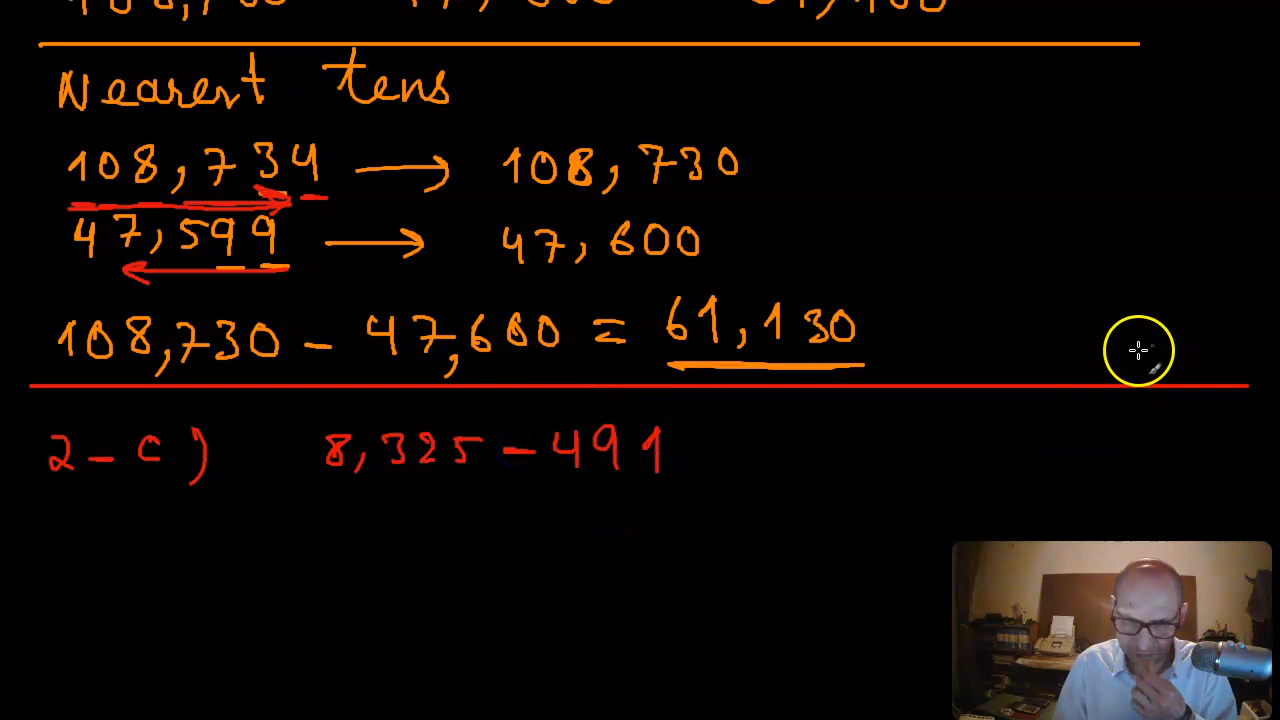 Nearest tens
108,734 → 108,730
47,599 → 47,600
108,730 - 47,600 = 61,130
2-c) 8,325 - 491